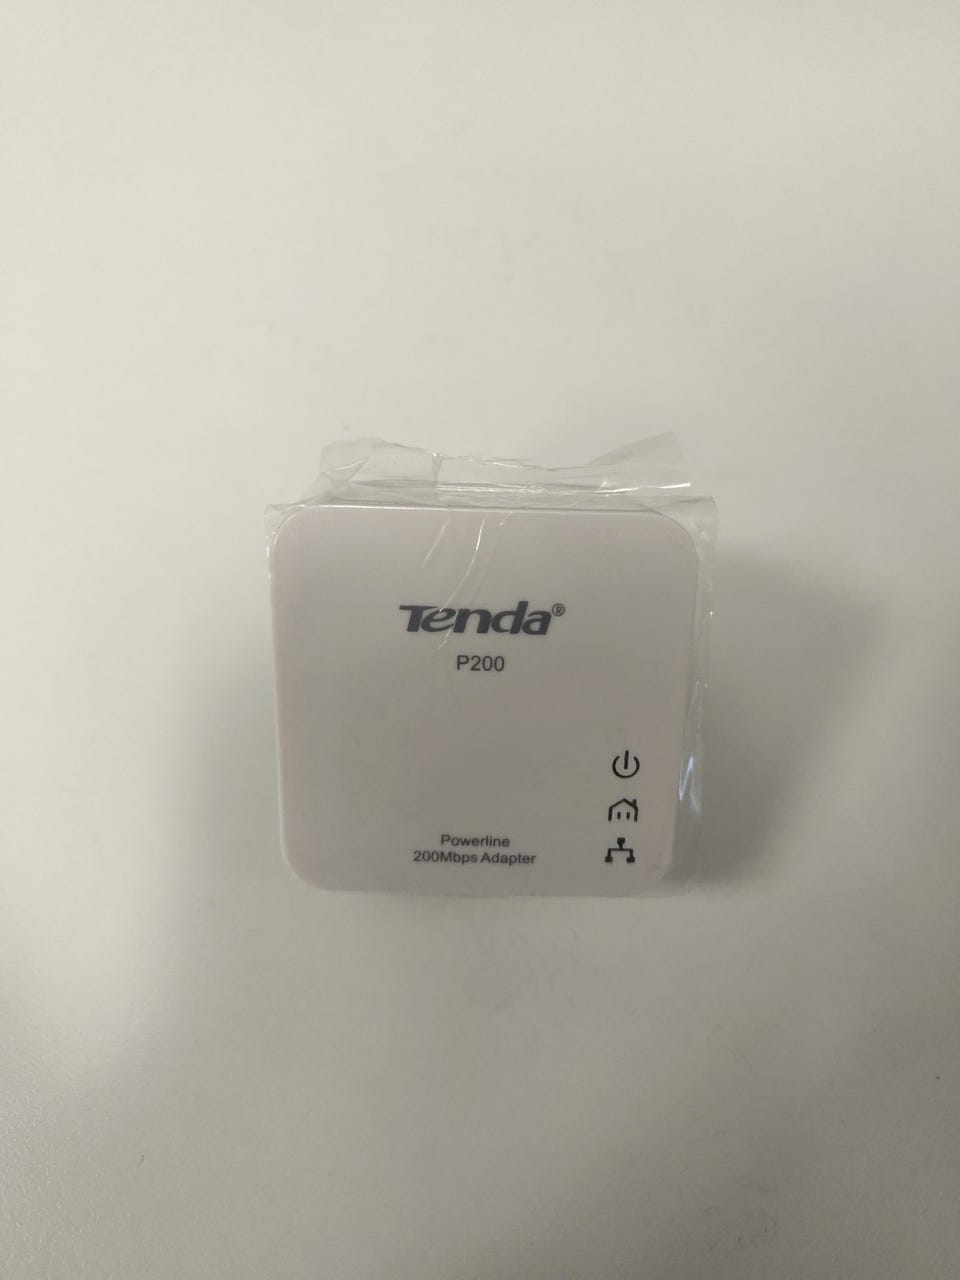 Tenda®
P200
Powerline
200Mbps Adapter